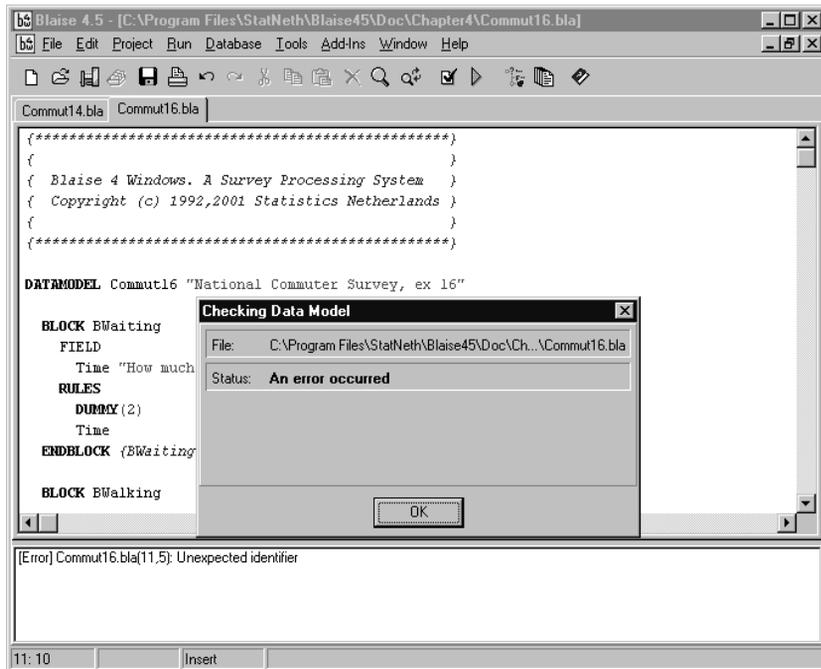 Blaise 4.5 - [C:\Program Files\StatNeth\Blaise45\Doc\Chapter4\Commut16.bla]
File Edit Project Run Database Tools Add-Ins Window Help
Commut14.bla Commut16.bla
{*************************************************}
{ }
{ Blaise 4 Windows. A Survey Processing System }
{ Copyright (c) 1992,2001 Statistics Netherlands }
{ }
{*************************************************}
DATAMODEL Commut16 "National Commuter Survey, ex 16"
BLOCK BWaiting
FIELD
Time "How much
RULES
DUMMY(2)
Time
ENDBLOCK {BWaiting
BLOCK BWalking
Checking Data Model
File: C:\Program Files\StatNeth\Blaise45\Doc\Ch...\Commut16.bla
Status: An error occurred
OK
[Error] Commut16.bla(11,5): Unexpected identifier
11: 10 Insert